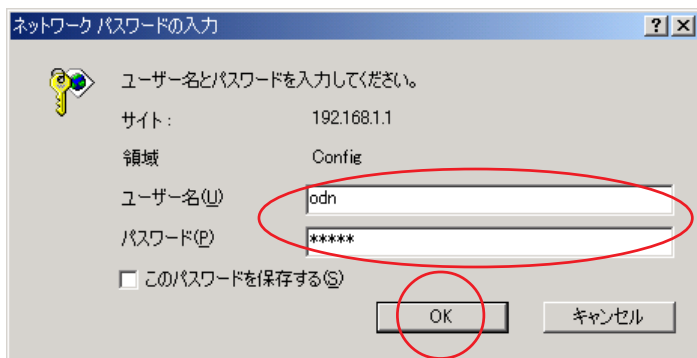 ネットワーク パスワードの入力
ユーザー名とパスワードを入力してください。
サイト: 192.168.1.1
領域 Config
ユーザー名(U) odn
パスワード(P) *****
このパスワードを保存する(S)
OK キャンセル